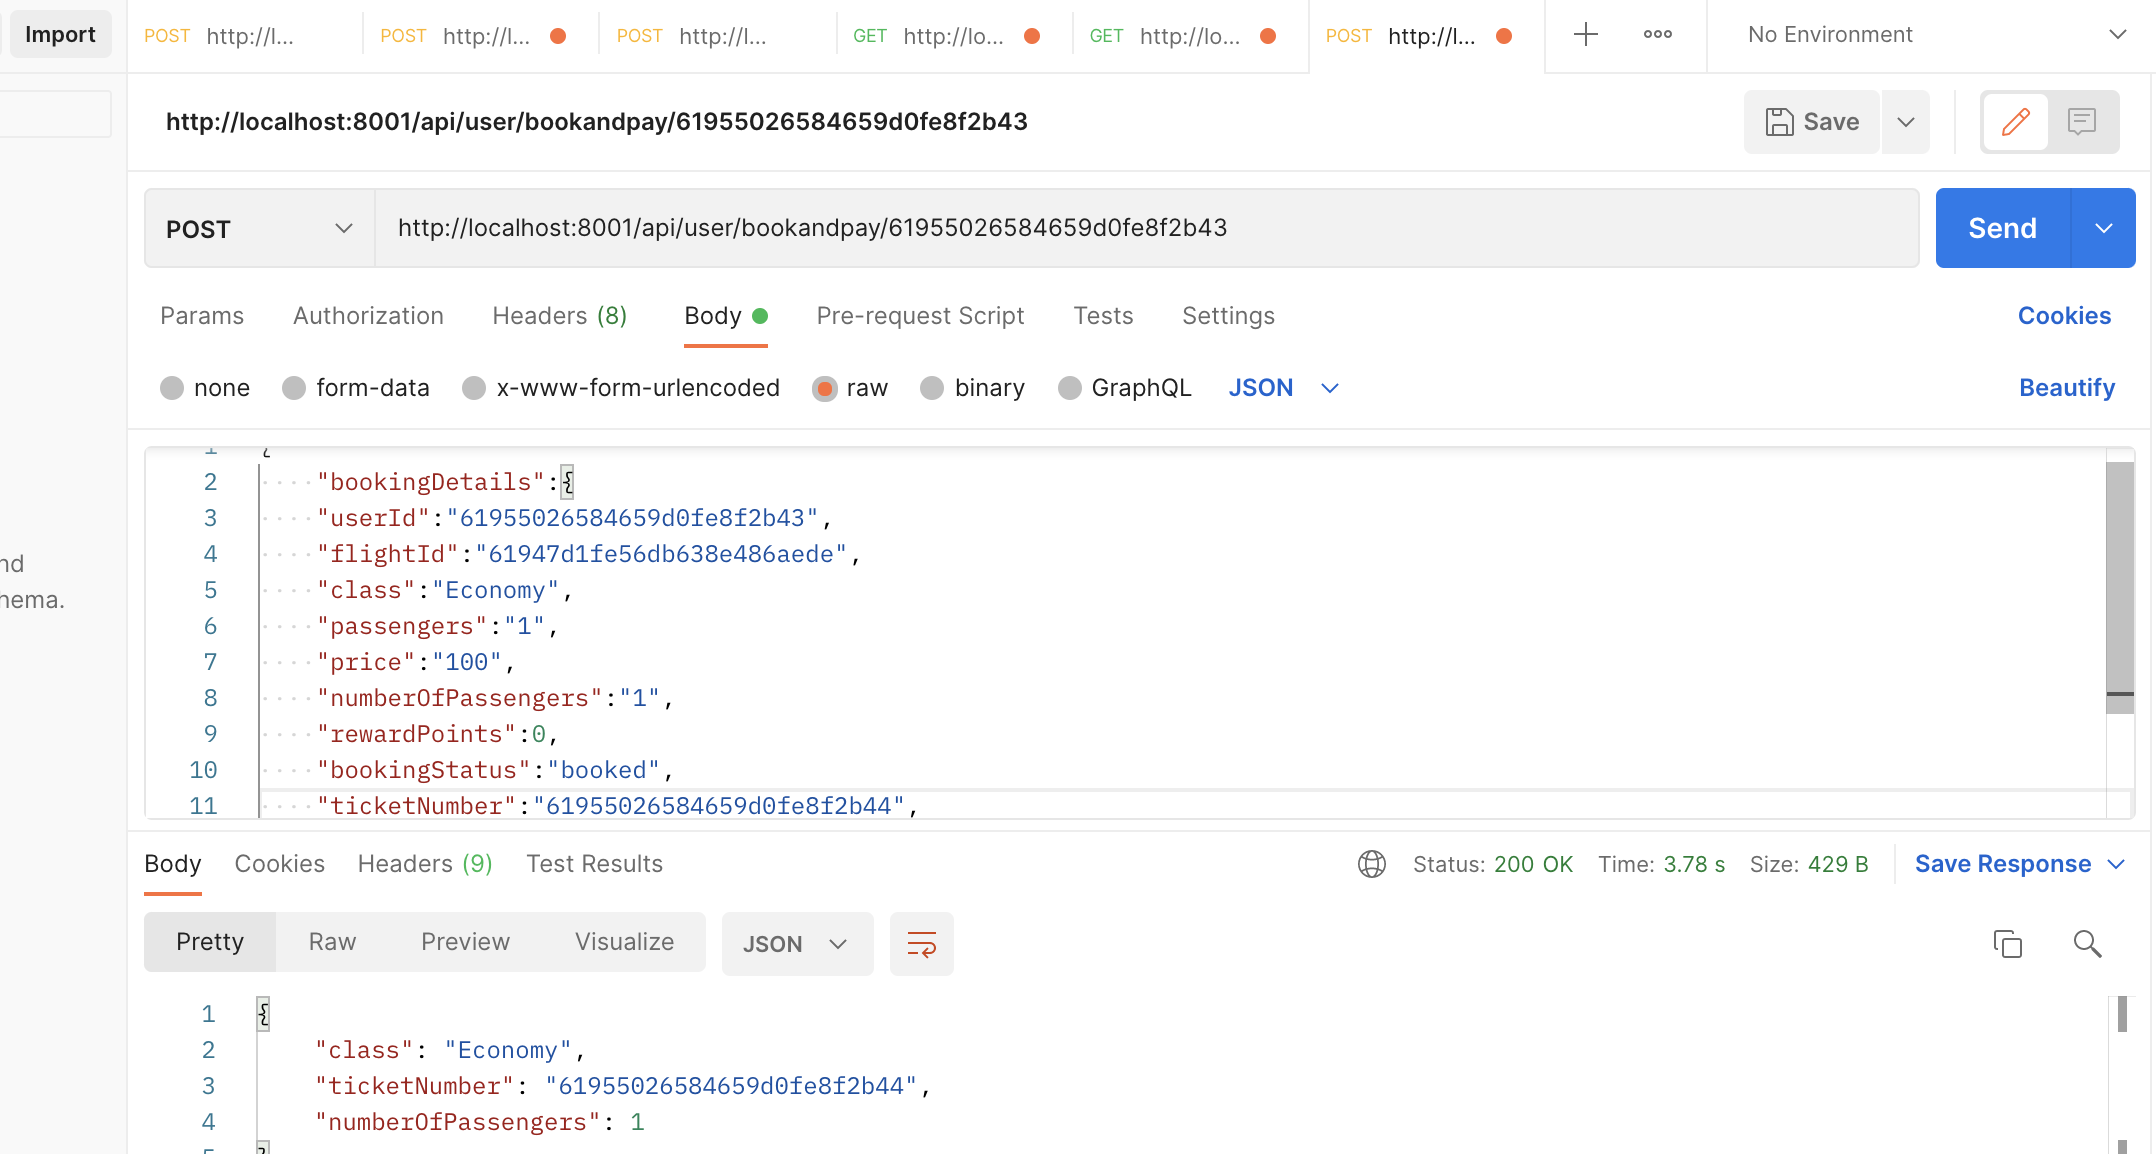 Import
POST http://l...
POST http://l...
POST http://l...
GET http://lo...
GET http://lo...
POST http://l...
No Environment
http://localhost:8001/api/user/bookandpay/61955026584659d0fe8f2b43
Save
POST
http://localhost:8001/api/user/bookandpay/61955026584659d0fe8f2b43
Send
Params Authorization Headers (8) Body Pre-request Script Tests Settings Cookies
none form-data x-www-form-urlencoded raw binary GraphQL JSON Beautify
nd
hema.
1 {
2 "bookingDetails":{
3 "userId":"61955026584659d0fe8f2b43",
4 "flightId":"61947d1fe56db638e486aede",
5 "class":"Economy",
6 "passengers":"1",
7 "price":"100",
8 "numberOfPassengers":"1",
9 "rewardPoints":0,
10 "bookingStatus":"booked",
11 "ticketNumber":"61955026584659d0fe8f2b44",
Body Cookies Headers (9) Test Results Status: 200 OK Time: 3.78 s Size: 429 B Save Response
Pretty Raw Preview Visualize JSON
1 {
2 "class": "Economy",
3 "ticketNumber": "61955026584659d0fe8f2b44",
4 "numberOfPassengers": 1
5 }